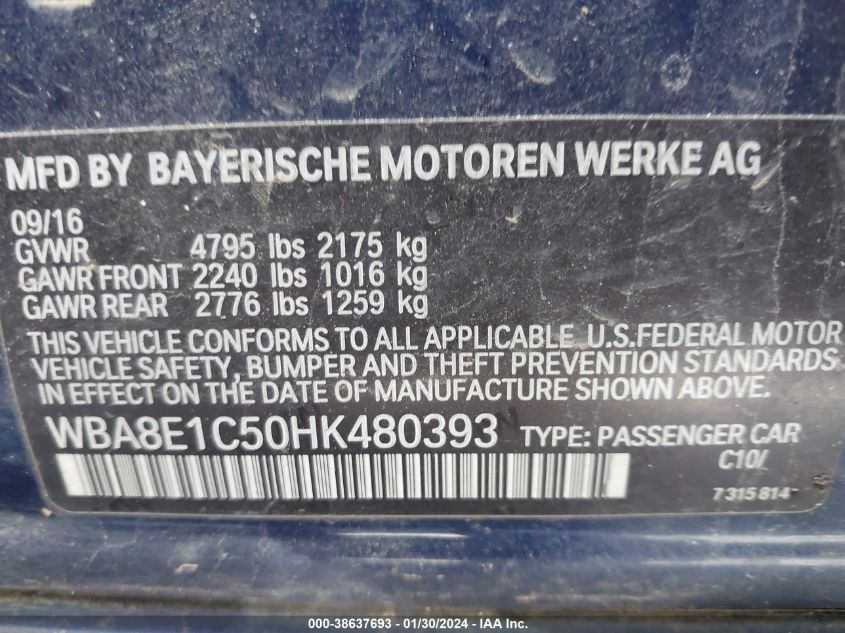 MFD BY BAYERISCHE MOTOREN WERKE AG
09/16
GVWR 4795 lbs 2175 kg
GAWR FRONT 2240 lbs 1016 kg
GAWR REAR 2776 lbs 1259 kg
THIS VEHICLE CONFORMS TO ALL APPLICABLE U.S.FEDERAL MOTOR
VEHICLE SAFETY, BUMPER AND THEFT PREVENTION STANDARDS
IN EFFECT ON THE DATE OF MANUFACTURE SHOWN ABOVE.
WBA8E1C50HK480393 TYPE: PASSENGER CAR
C10/
7 315 814
000-38637693 - 01/30/2024 - IAA Inc.